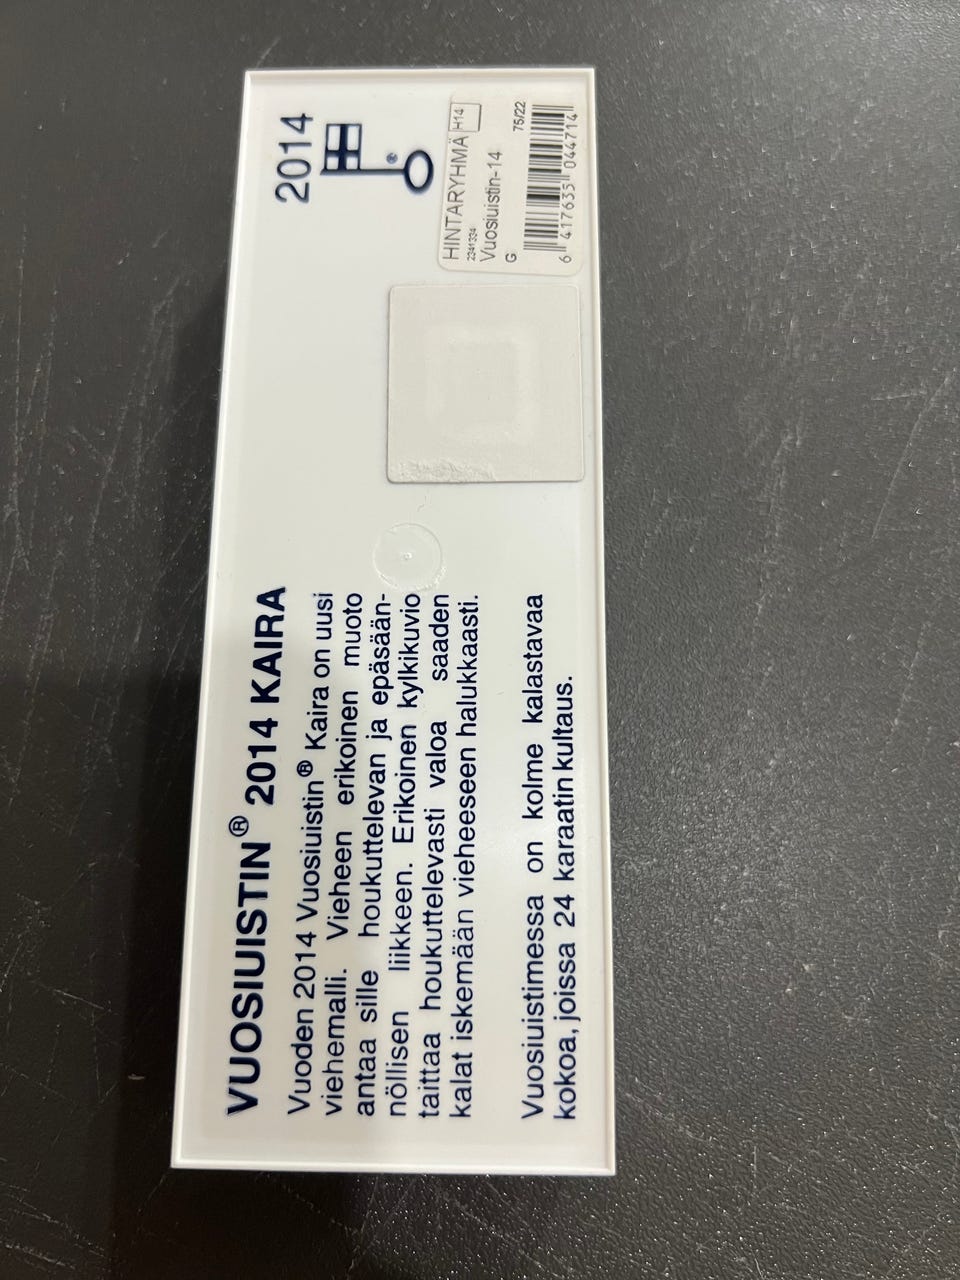 VUOSIUISTIN® 2014 KAIRA
Vuoden 2014 Vuosiuistin® Kaira on uusi
viehemalli. Vieheen erikoinen muoto
antaa sille houkuttelevan ja epäsään-
nöllisen liikkeen. Erikoinen kylkikuvio
taittaa houkuttelevasti valoa saaden
kalat iskemään vieheeseen halukkaasti.
Vuosiuistimessa on kolme kalastavaa
kokoa, joissa 24 karaatin kultaus.
2014
®
HINTARYHMÄ H14
2341334
Vuosiuistin-14
G 75/22
6 417635 044714